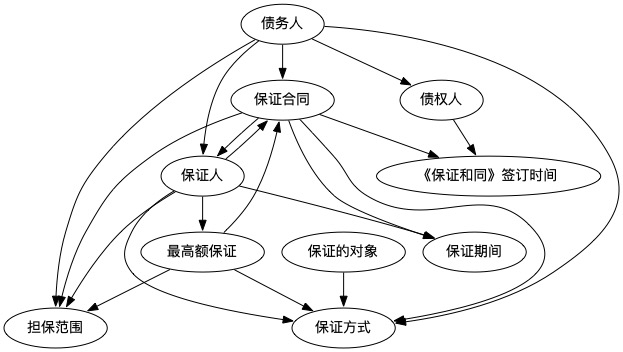 债务人
保证合同
债权人
保证人
《保证和同》签订时间
最高额保证
保证的对象
保证期间
担保范围
保证方式